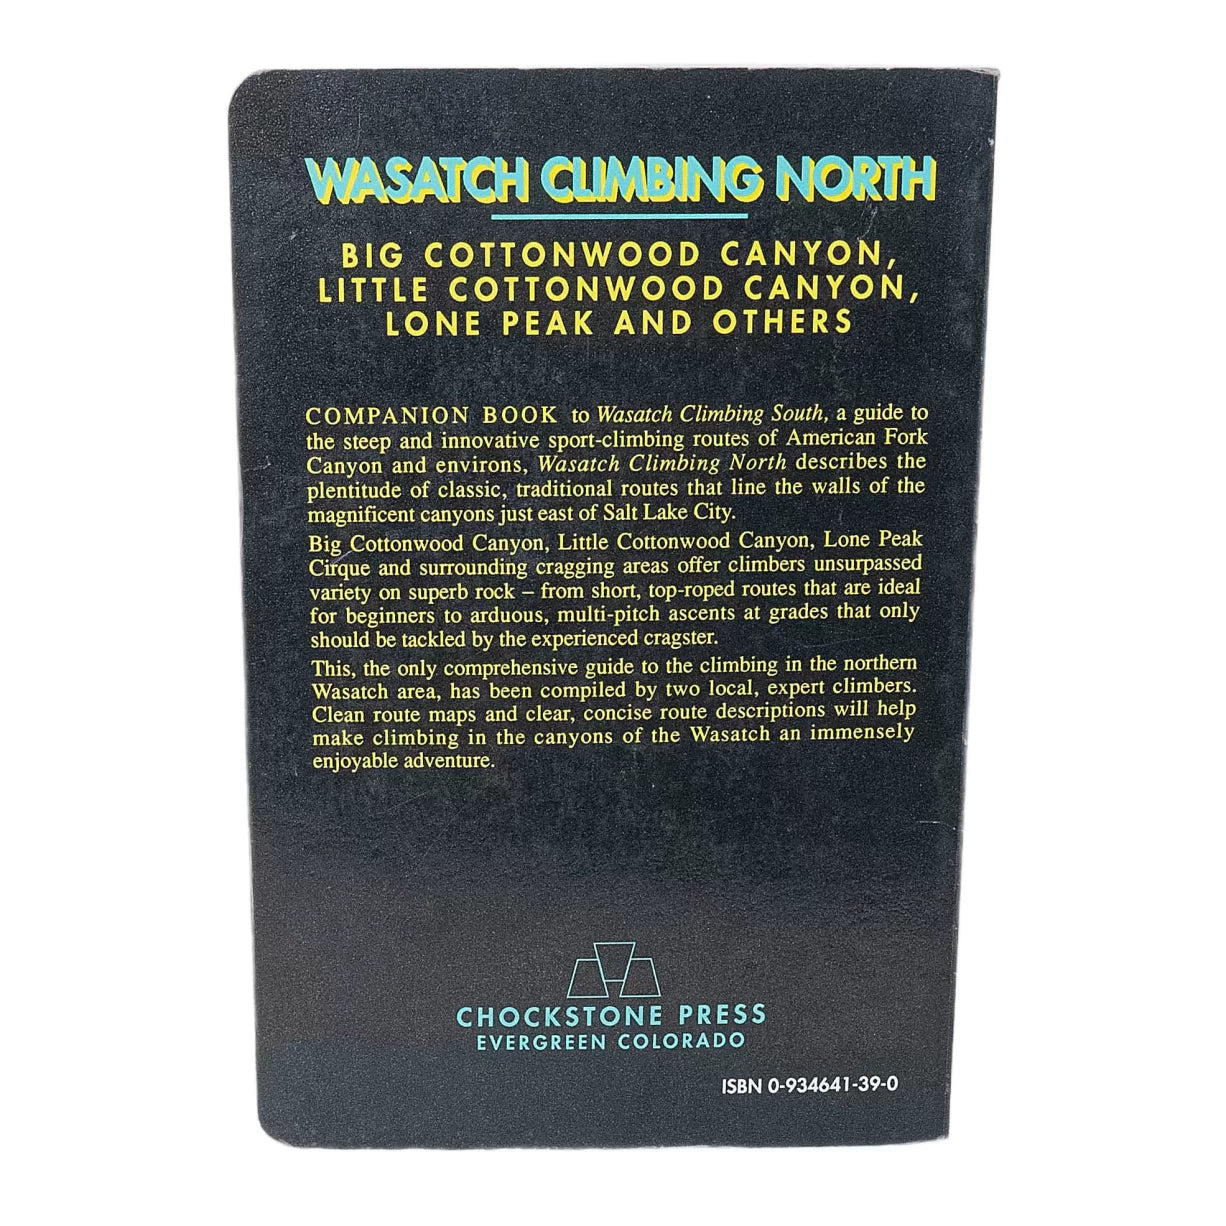 WASATCH CLIMBING NORTH
BIG COTTONWOOD CANYON,
LITTLE COTTONWOOD CANYON,
LONE PEAK AND OTHERS
COMPANION BOOK to Wasatch Climbing South, a guide to
the steep and innovative sport-climbing routes of American Fork
Canyon and environs, Wasatch Climbing North describes the
plentitude of classic, traditional routes that line the walls of the
magnificent canyons just east of Salt Lake City.
Big Cottonwood Canyon, Little Cottonwood Canyon, Lone Peak
Cirque and surrounding cragging areas offer climbers unsurpassed
variety on superb rock – from short, top-roped routes that are ideal
for beginners to arduous, multi-pitch ascents at grades that only
should be tackled by the experienced cragster.
This, the only comprehensive guide to the climbing in the northern
Wasatch area, has been compiled by two local, expert climbers.
Clean route maps and clear, concise route descriptions will help
make climbing in the canyons of the Wasatch an immensely
enjoyable adventure.
CHOCKSTONE PRESS
EVERGREEN COLORADO
ISBN 0-934641-39-0